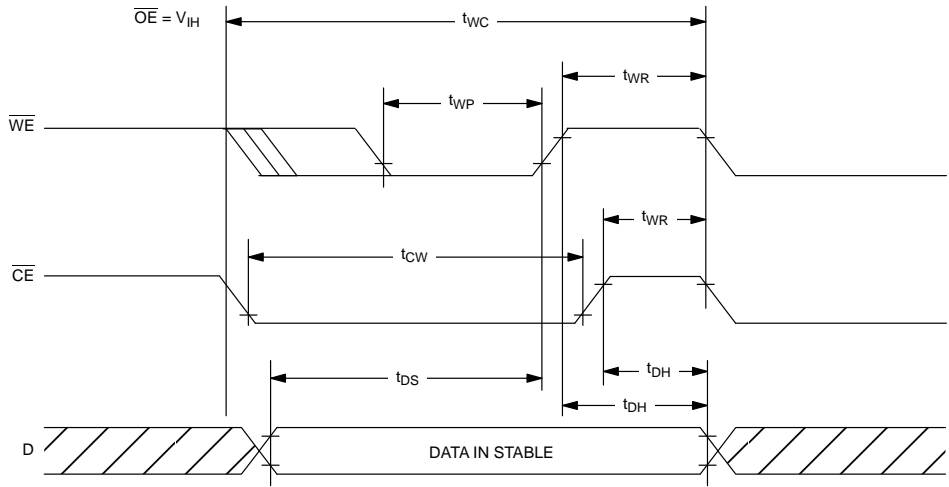 OE = VIH
tWC
tWR
tWP
WE
tWR
tCW
CE
tDH
tDS
tDH
D
DATA IN STABLE